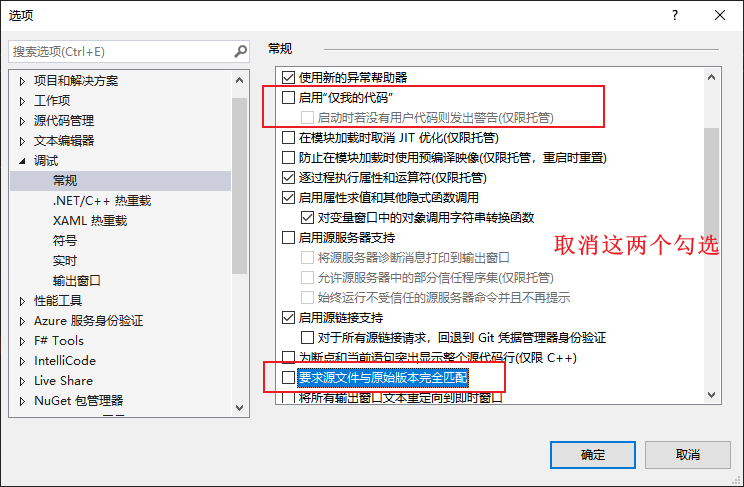 选项
?
搜索选项(Ctrl+E)
项目和解决方案
工作项
源代码管理
文本编辑器
调试
常规
.NET/C++ 热重载
XAML 热重载
符号
实时
输出窗口
性能工具
Azure 服务身份验证
F# Tools
IntelliCode
Live Share
NuGet 包管理器
常规
使用新的异常帮助器
启用“仅我的代码”
启动时若没有用户代码则发出警告(仅限托管)
在模块加载时取消 JIT 优化(仅限托管)
防止在模块加载时使用预编译映像(仅限托管，重启时重置)
逐过程执行属性和运算符(仅限托管)
启用属性求值和其他隐式函数调用
对变量窗口中的对象调用字符串转换函数
启用源服务器支持
将源服务器诊断消息打印到输出窗口
允许源服务器中的部分信任程序集(仅限托管)
始终运行不受信任的源服务器命令并且不再提示
启用源链接支持
对于所有源链接请求，回退到 Git 凭据管理器身份验证
为断点和当前语句突出显示整个源代码行(仅限 C++)
要求源文件与原始版本完全匹配
将所有输出窗口文本重定向到即时窗口
取消这两个勾选
确定
取消